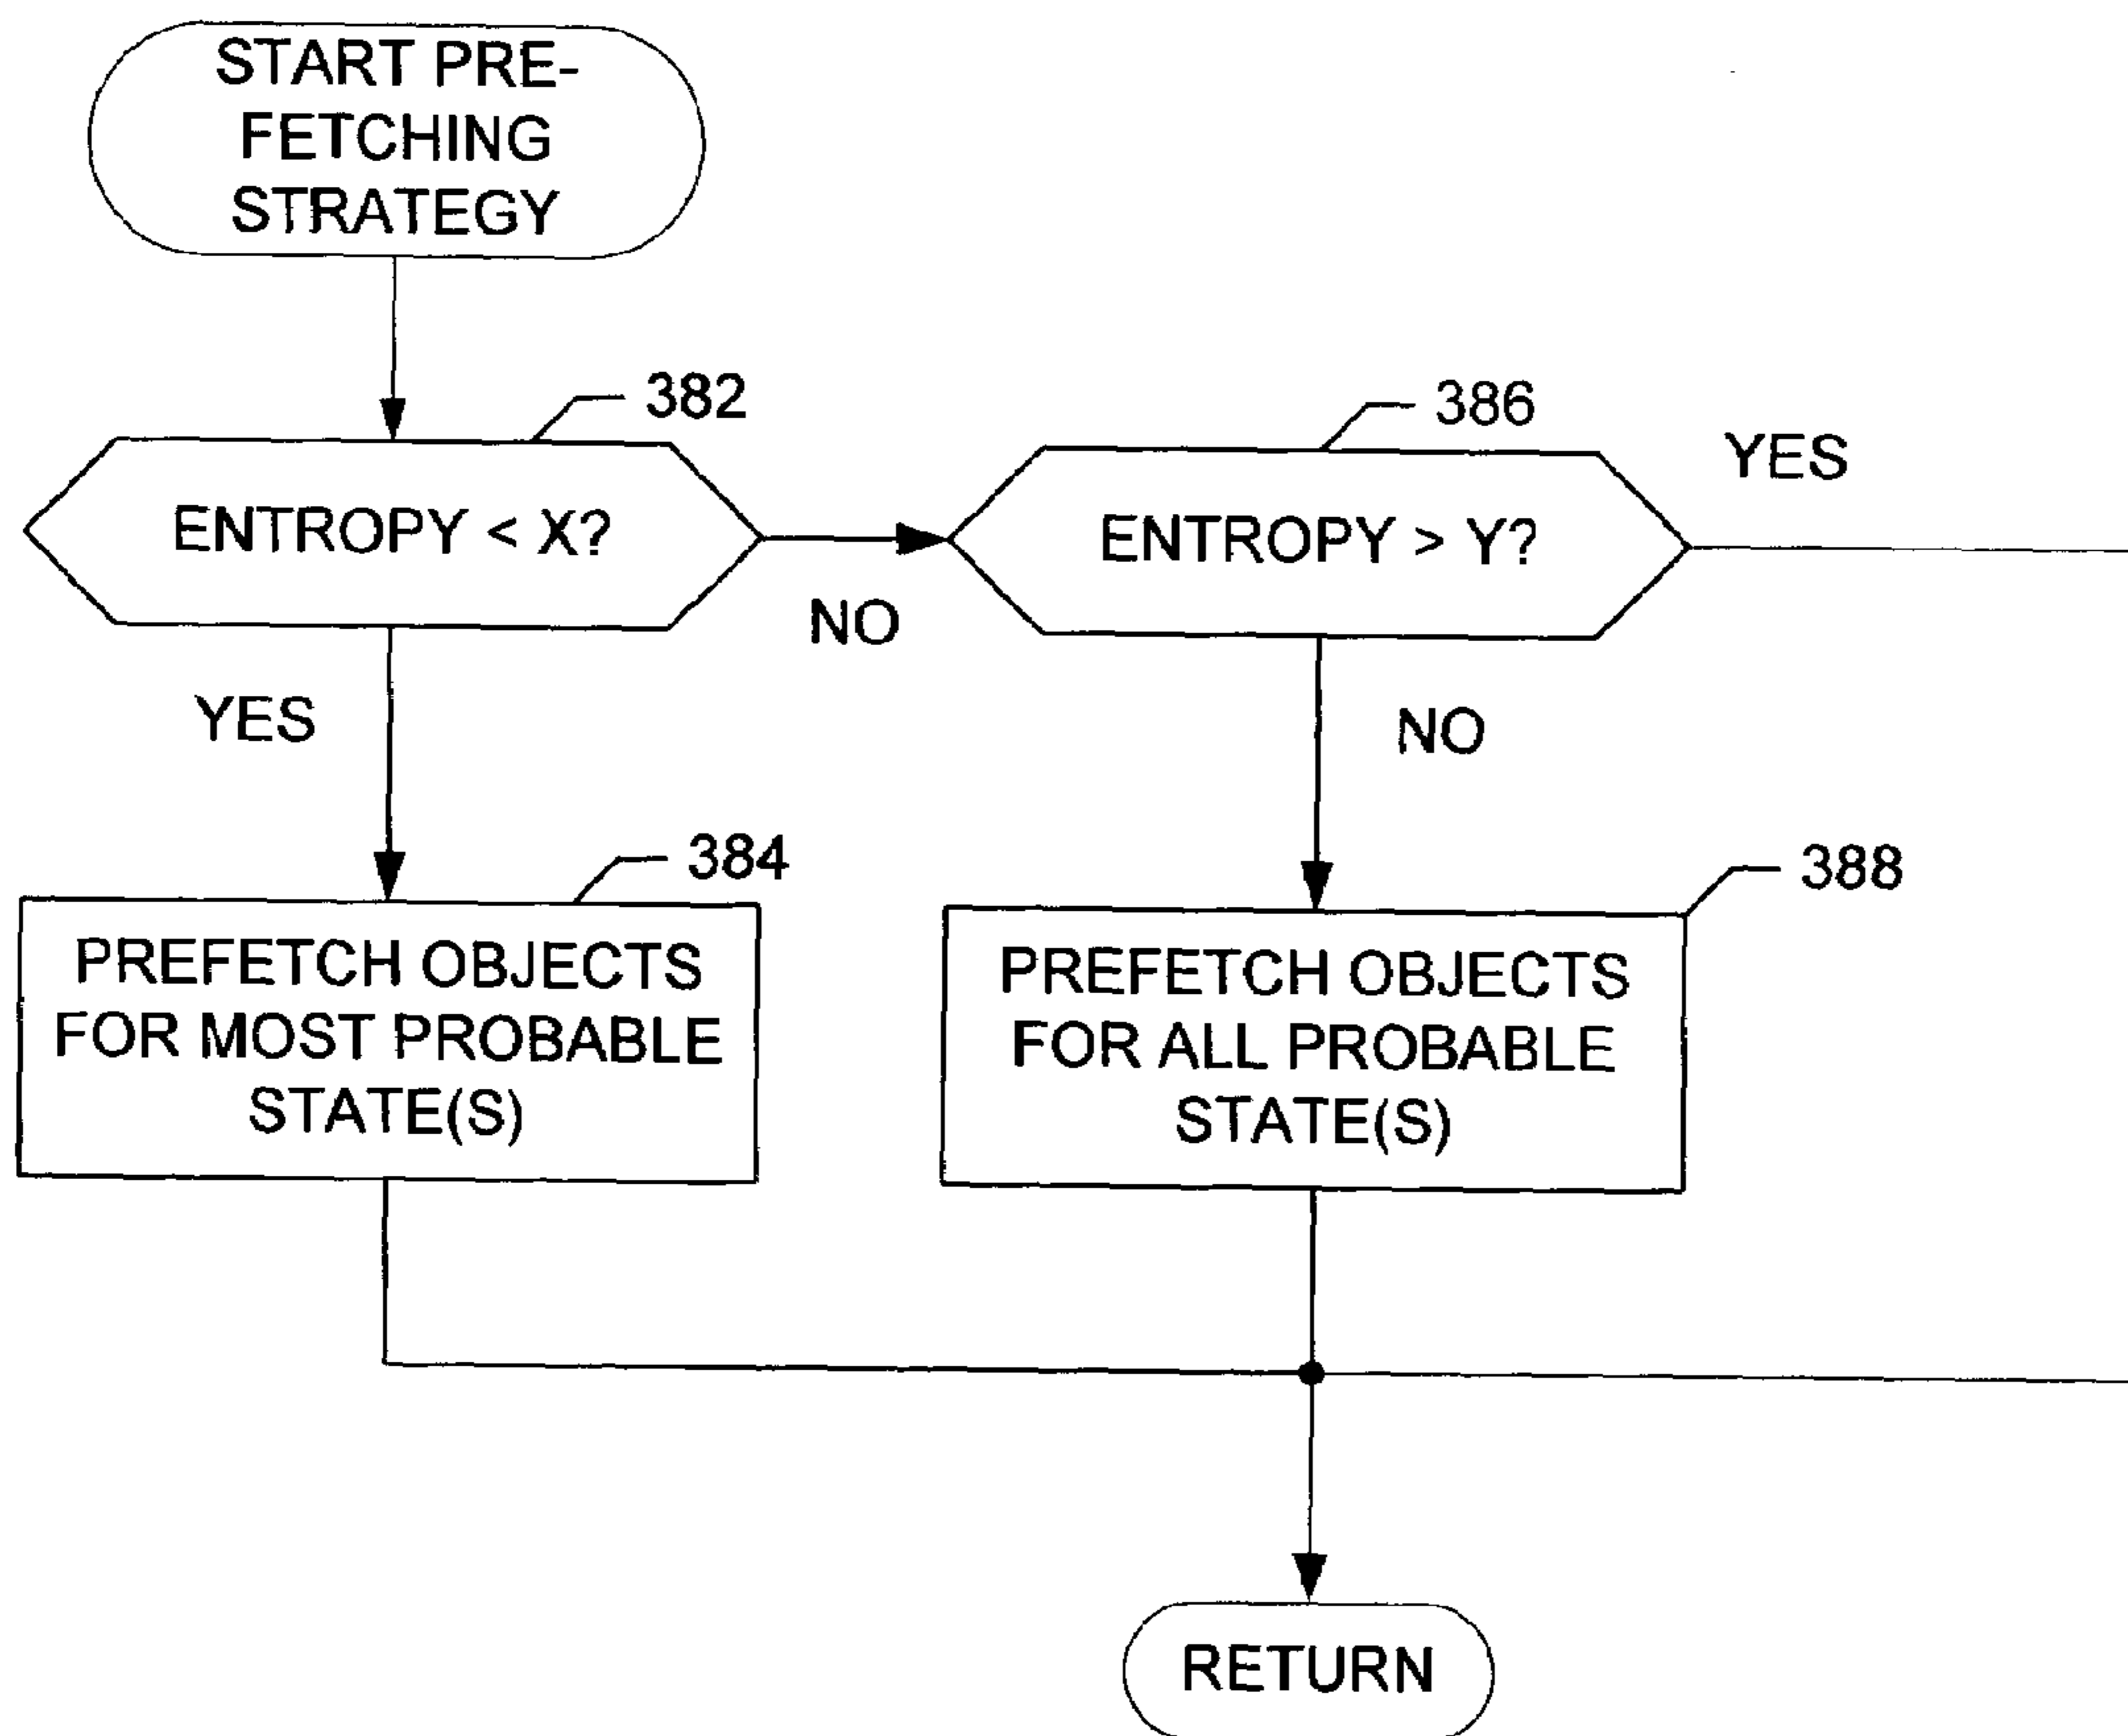 START PRE-
FETCHING
STRATEGY
382
386
YES
ENTROPY < X?
ENTROPY > Y?
NO
YES
NO
384
388
PREFETCH OBJECTS
FOR MOST PROBABLE
STATE(S)
PREFETCH OBJECTS
FOR ALL PROBABLE
STATE(S)
RETURN